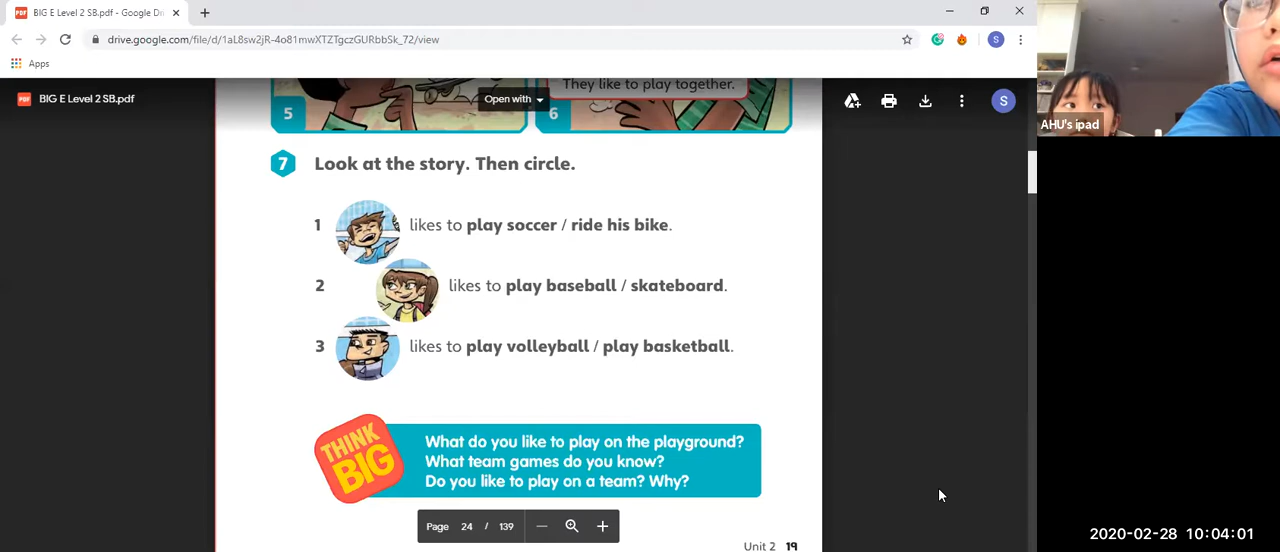 BIG E Level 2 SB.pdf - Google Dri
drive.google.com/file/d/1aL8sw2jR-4o81mwXTZTgczGURbbSk_72/view
S
Apps
BIG E Level 2 SB.pdf
Open with
S
They like to play together.
AHU's ipad
5
6
7 Look at the story. Then circle.
1 likes to play soccer / ride his bike.
2 likes to play baseball / skateboard.
3 likes to play volleyball / play basketball.
THINK BIG
What do you like to play on the playground?
What team games do you know?
Do you like to play on a team? Why?
Page 24 / 139
Unit 2 19
2020-02-28 10:04:01